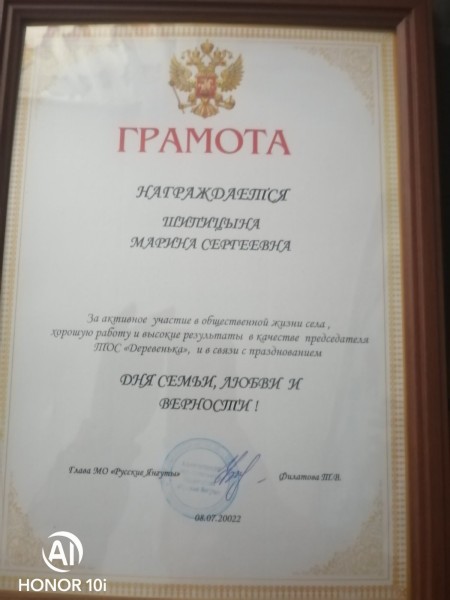 ГРАМОТА
НАГРАЖДАЕТСЯ
ШИПИЦЫНА
МАРИНА СЕРГЕЕВНА
За активное участие в общественной жизни села ,
хорошую работу и высокие результаты в качестве председателя
ТОС «Деревенька», и в связи с празднованием
ДНЯ СЕМЬИ, ЛЮБВИ И
ВЕРНОСТИ !
Глава МО «Русские Янгуты» Филатова Т.В.
08.07.20022
AI
HONOR 10i